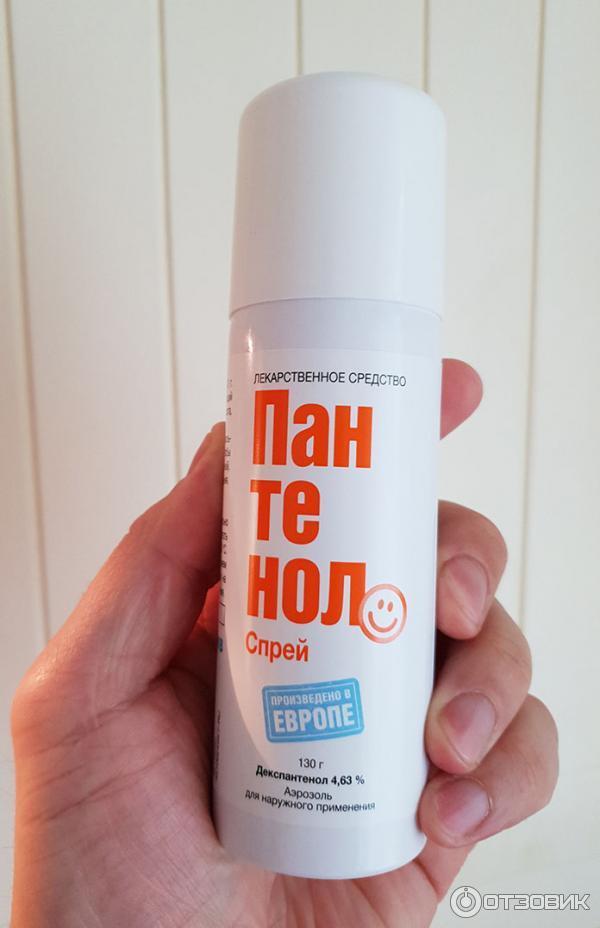 ЛЕКАРСТВЕННОЕ СРЕДСТВО
Пан
те
нол
Спрей
ПРОИЗВЕДЕНО В
ЕВРОПЕ
130 г
Декспантенол 4,63 %
Аэрозоль
для наружного применения
ОТЗОВИК